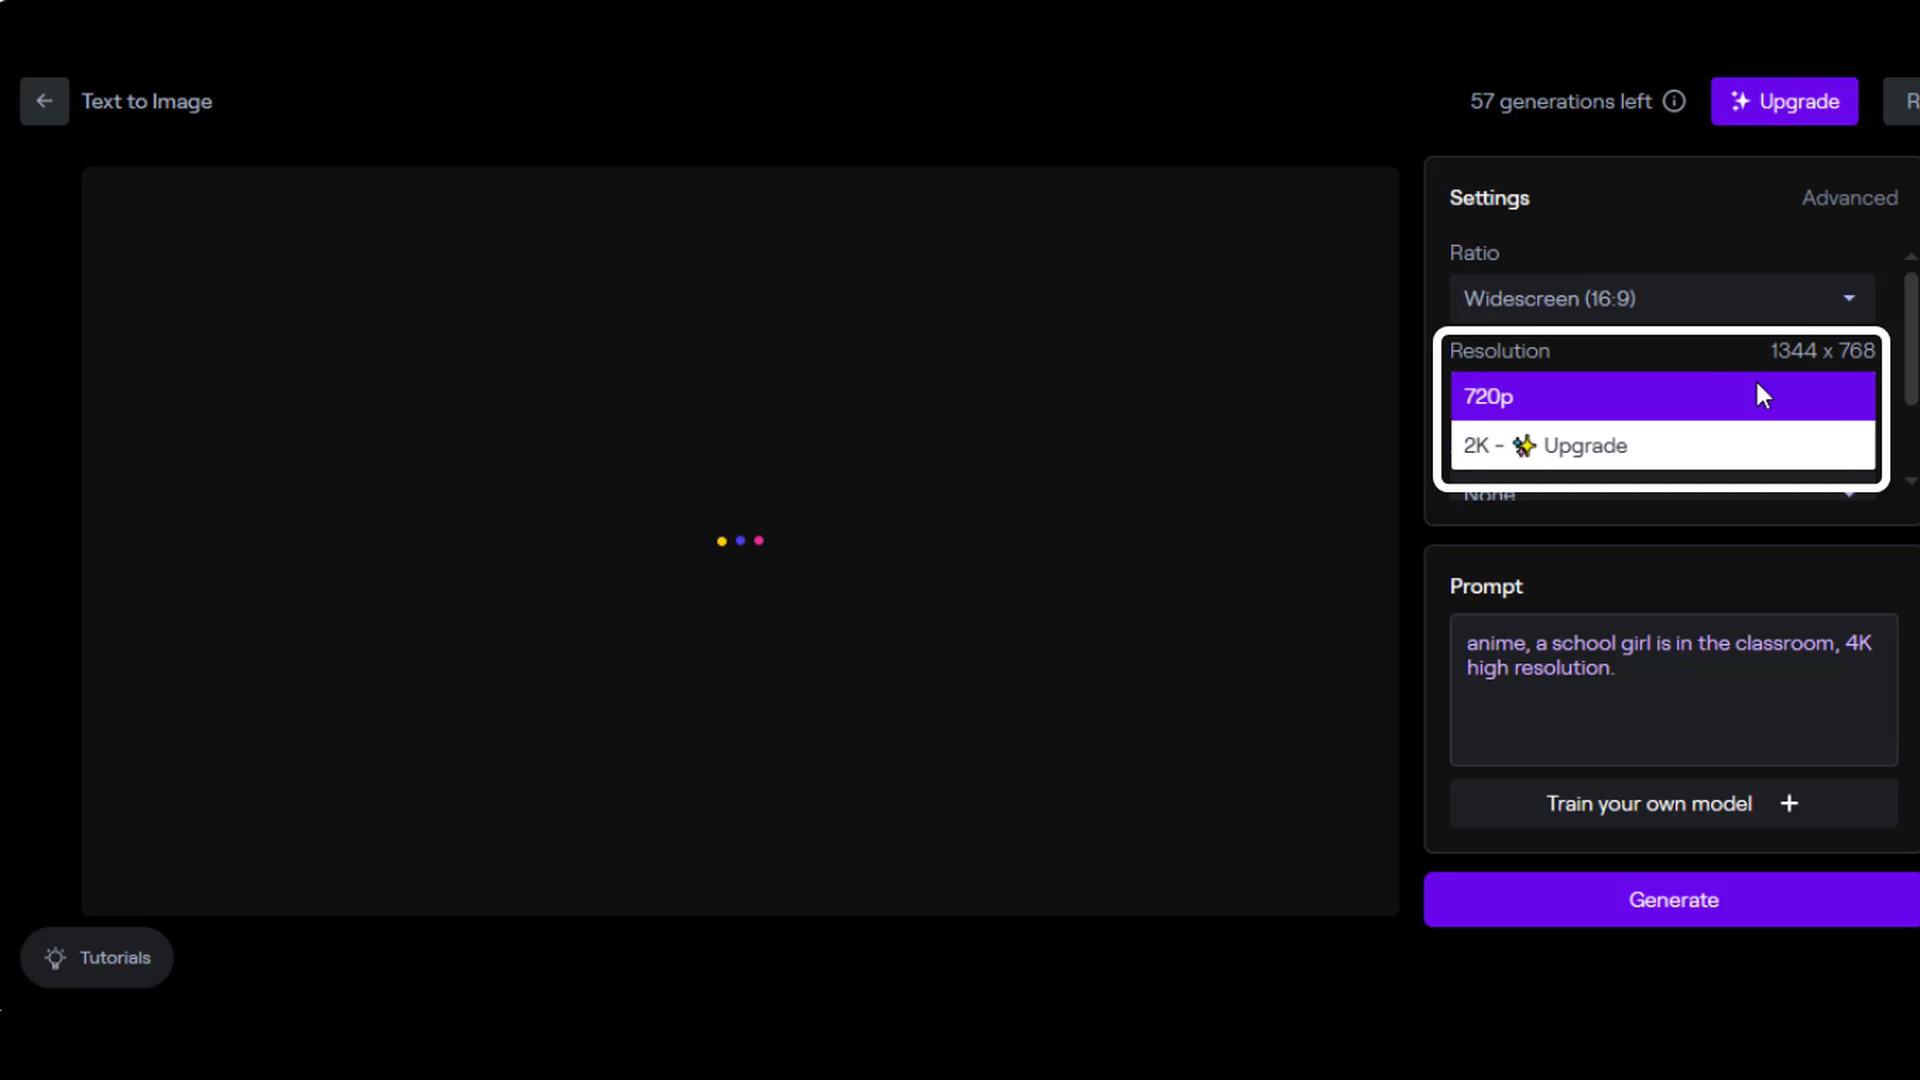 Text to Image
57 generations left
Upgrade
R
Settings
Advanced
Ratio
Widescreen (16:9)
Resolution
1344 x 768
720p
2K - ✨ Upgrade
None
Prompt
anime, a school girl is in the classroom, 4K
high resolution.
Train your own model +
Generate
Tutorials